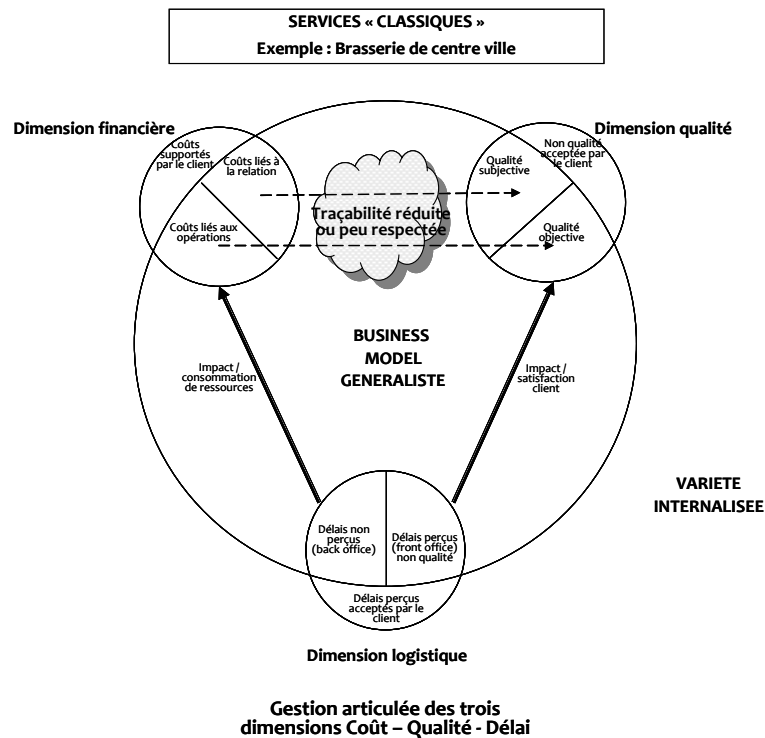 SERVICES « CLASSIQUES »
Exemple : Brasserie de centre ville
Dimension financière
Dimension qualité
Coûts
supportés
par le client
Coûts liés à
la relation
Coûts liés aux
opérations
Qualité
subjective
Non qualité
acceptée par
le client
Qualité
objective
Traçabilité réduite
ou peu respectée
BUSINESS
MODEL
GENERALISTE
Impact /
consommation
de ressources
Impact /
satisfaction
client
VARIETE
INTERNALISEE
Délais non
perçus
(back office)
Délais perçus
(front office)
non qualité
Délais perçus
acceptés par le
client
Dimension logistique
Gestion articulée des trois
dimensions Coût – Qualité - Délai